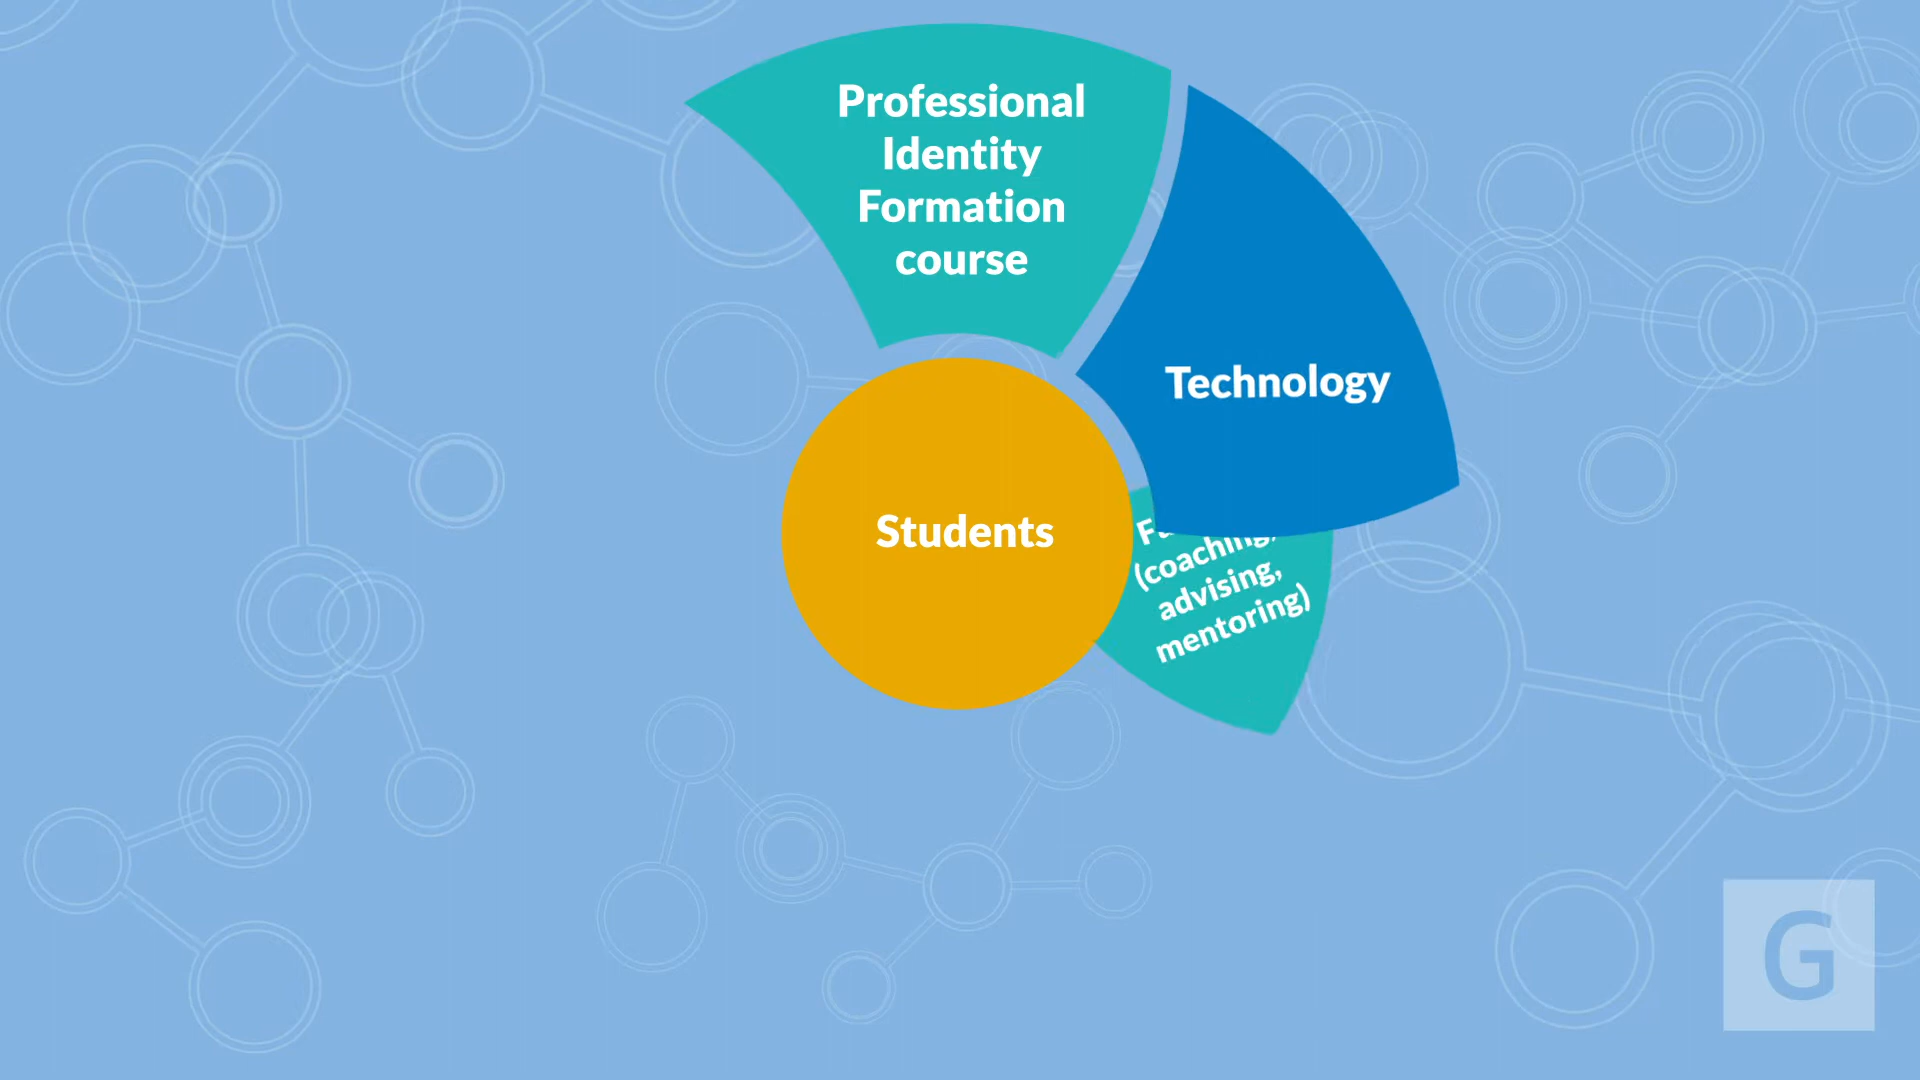 Professional
Identity
Formation
course
Technology
Students
(coaching,
advising,
mentoring)
G